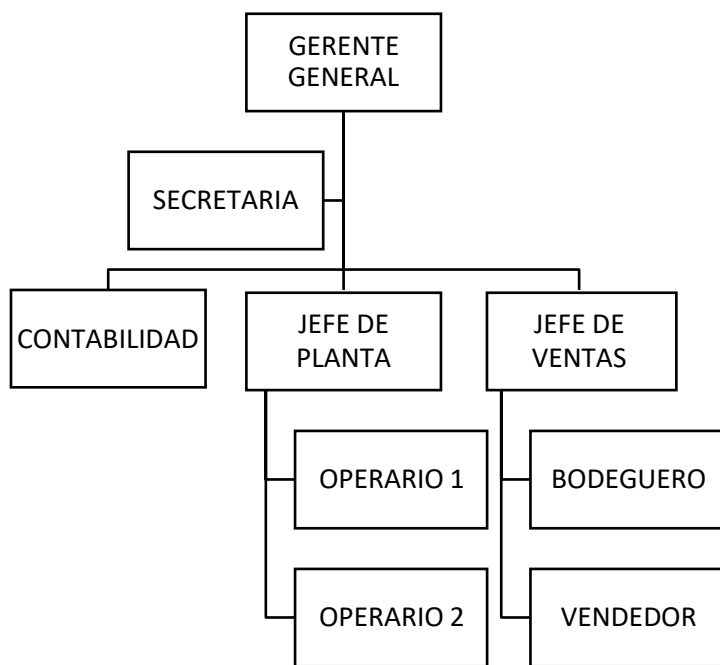 GERENTE
GENERAL
SECRETARIA
CONTABILIDAD
JEFE DE
PLANTA
JEFE DE
VENTAS
OPERARIO 1
BODEGUERO
OPERARIO 2
VENDEDOR